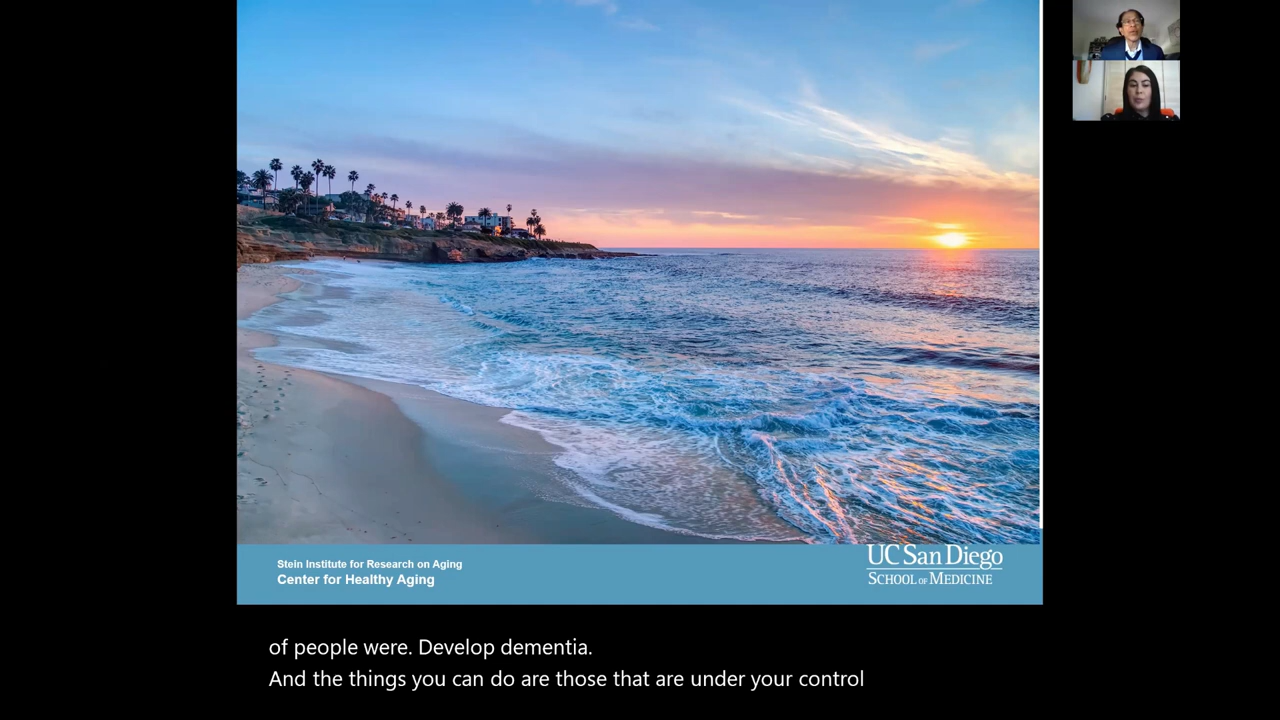 Stein Institute for Research on Aging
Center for Healthy Aging
UC San Diego
SCHOOL OF MEDICINE
of people were. Develop dementia.
And the things you can do are those that are under your control